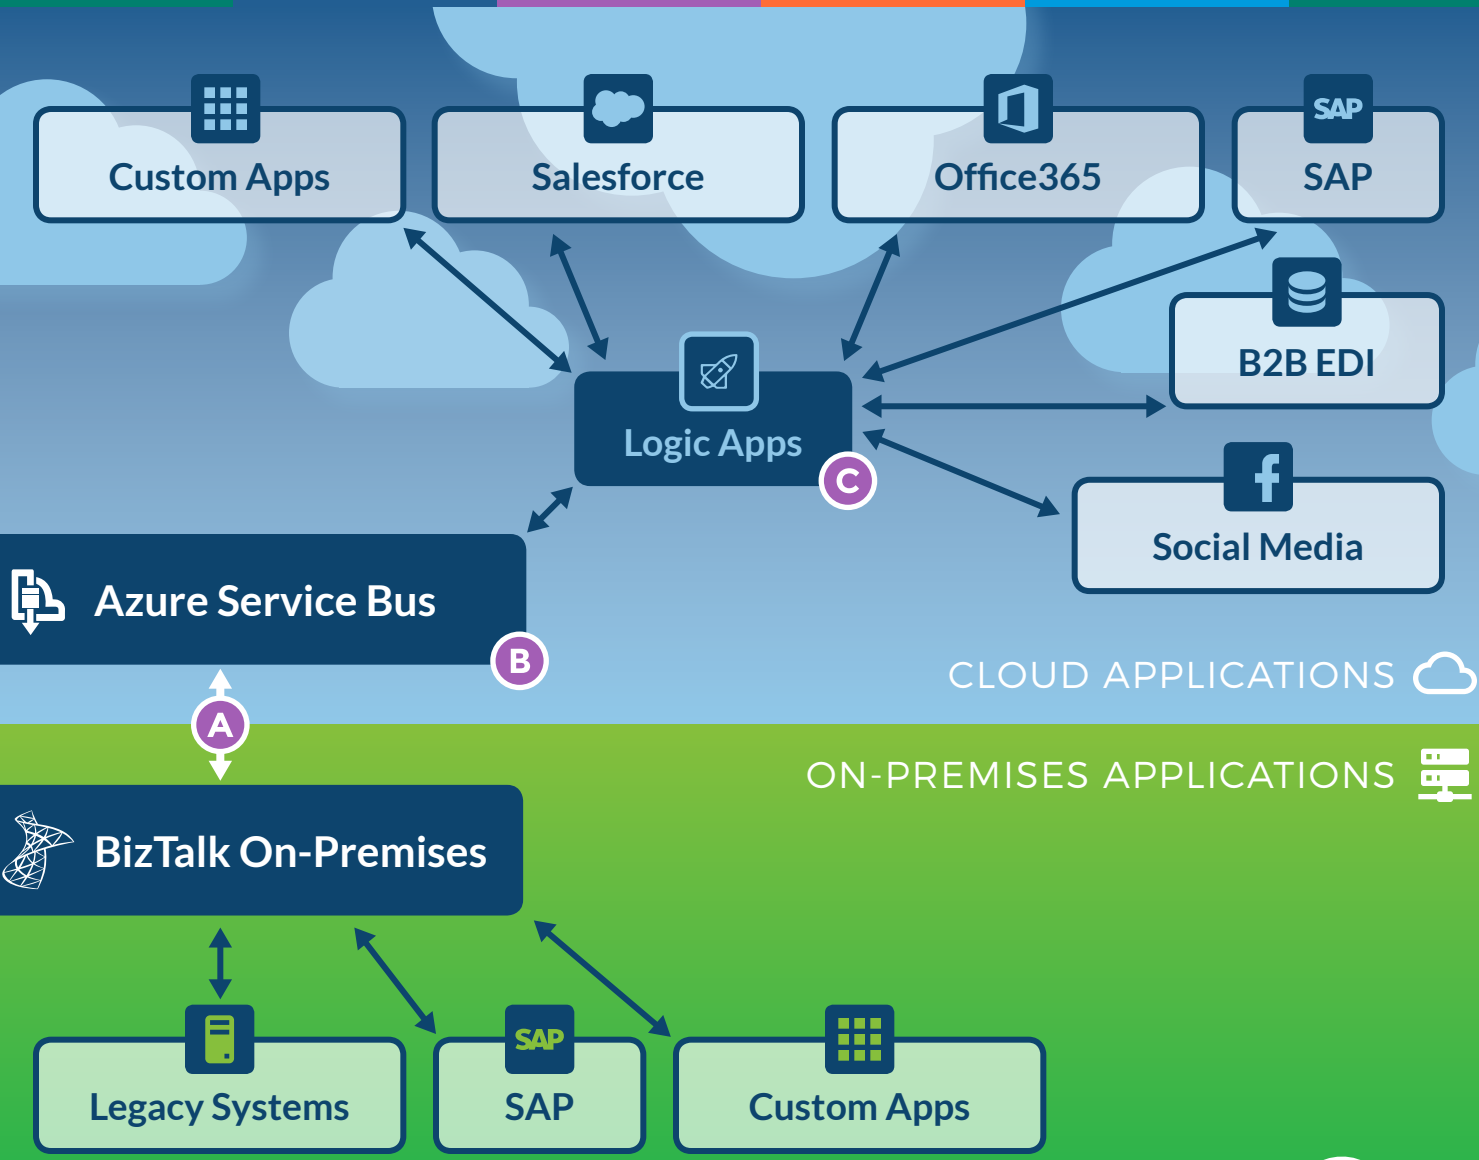 Custom Apps
Salesforce
Office365
SAP
SAP
B2B EDI
Logic Apps
C
f
Social Media
Azure Service Bus
B
CLOUD APPLICATIONS
A
ON-PREMISES APPLICATIONS
BizTalk On-Premises
Legacy Systems
SAP
SAP
Custom Apps